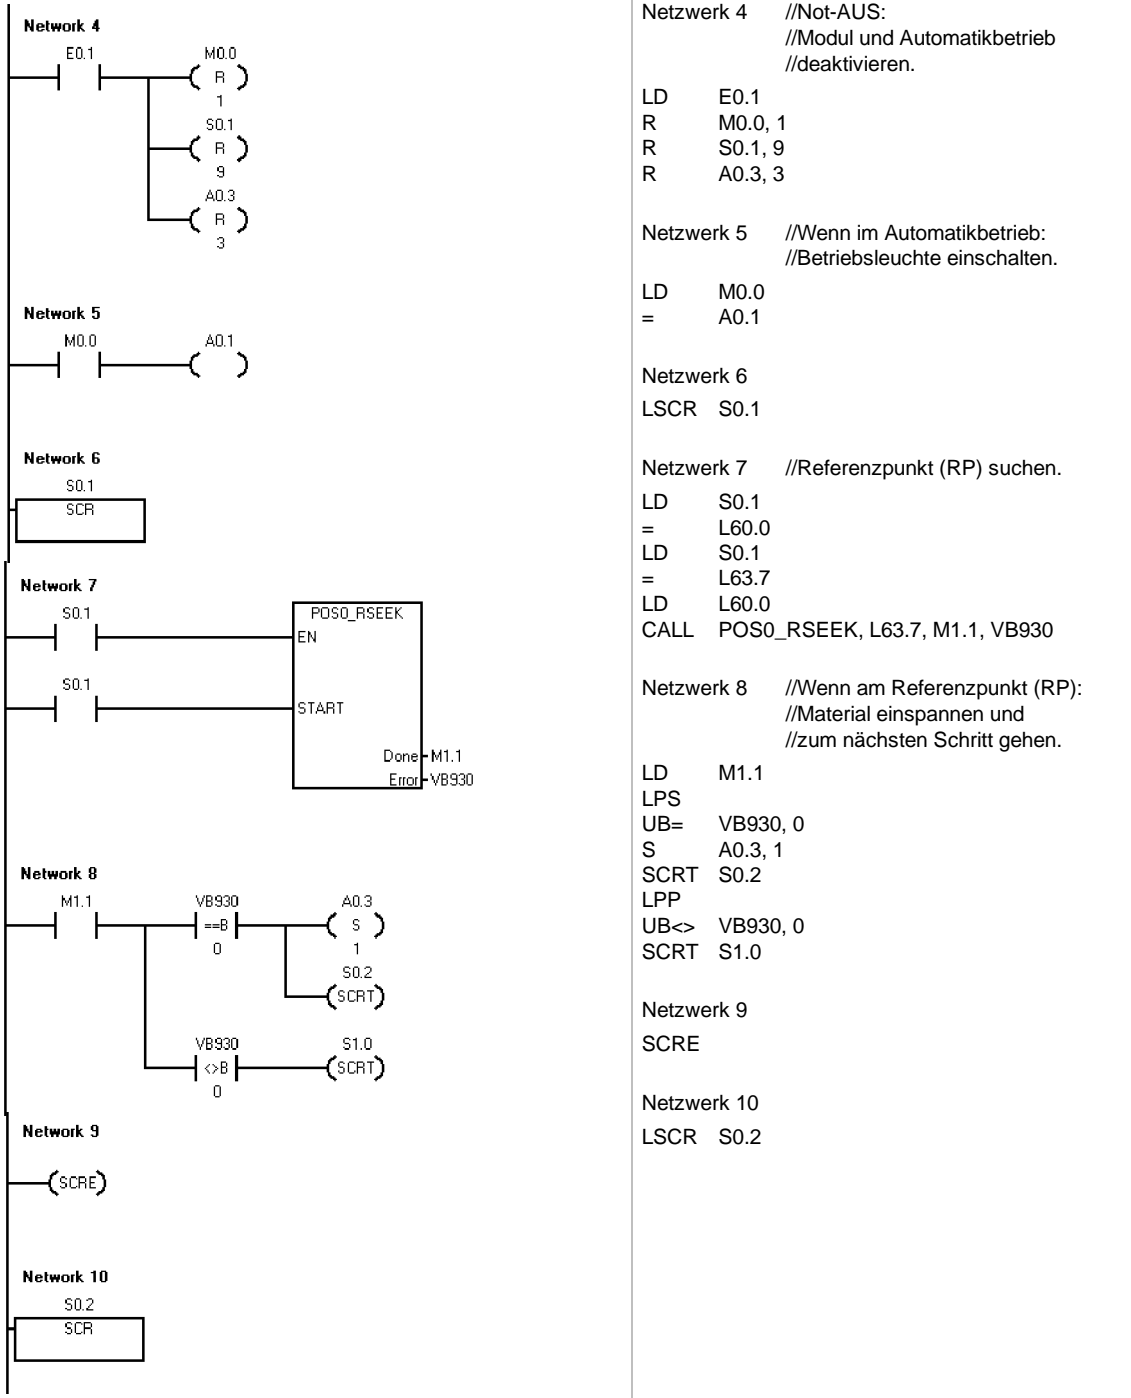 Network 4
E0.1 M0.0
R
1
S0.1
R
9
A0.3
R
3
Network 5
M0.0 A0.1
Network 6
S0.1
SCR
Network 7
S0.1 POS0_RSEEK
EN
S0.1
START
Done M1.1
Error VB930
Network 8
M1.1 VB930 A0.3
==B S
0 1
S0.2
SCRT
VB930 S1.0
<>B SCRT
0
Network 9
SCRE
Network 10
S0.2
SCR
Netzwerk 4 //Not-AUS:
//Modul und Automatikbetrieb
//deaktivieren.
LD E0.1
R M0.0, 1
R S0.1, 9
R A0.3, 3
Netzwerk 5 //Wenn im Automatikbetrieb:
//Betriebsleuchte einschalten.
LD M0.0
= A0.1
Netzwerk 6
LSCR S0.1
Netzwerk 7 //Referenzpunkt (RP) suchen.
LD S0.1
= L60.0
LD S0.1
= L63.7
LD L60.0
CALL POS0_RSEEK, L63.7, M1.1, VB930
Netzwerk 8 //Wenn am Referenzpunkt (RP):
//Material einspannen und
//zum nächsten Schritt gehen.
LD M1.1
LPS
UB= VB930, 0
S A0.3, 1
SCRT S0.2
LPP
UB<> VB930, 0
SCRT S1.0
Netzwerk 9
SCRE
Netzwerk 10
LSCR S0.2